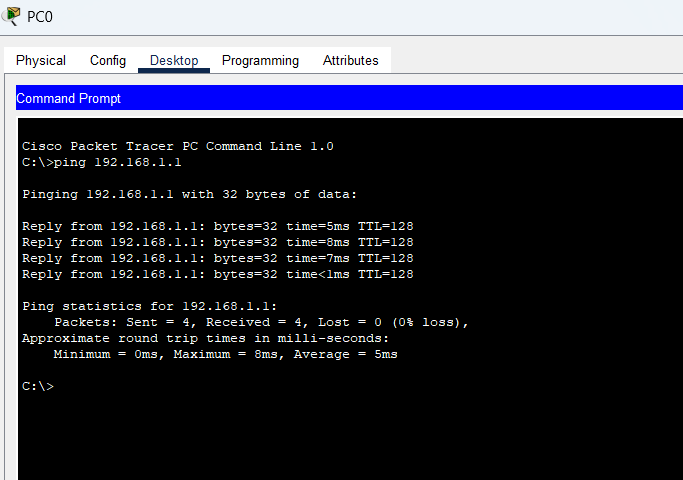 PC0
Physical Config Desktop Programming Attributes
Command Prompt
Cisco Packet Tracer PC Command Line 1.0
C:\>ping 192.168.1.1
Pinging 192.168.1.1 with 32 bytes of data:
Reply from 192.168.1.1: bytes=32 time=5ms TTL=128
Reply from 192.168.1.1: bytes=32 time=8ms TTL=128
Reply from 192.168.1.1: bytes=32 time=7ms TTL=128
Reply from 192.168.1.1: bytes=32 time<1ms TTL=128
Ping statistics for 192.168.1.1:
    Packets: Sent = 4, Received = 4, Lost = 0 (0% loss),
Approximate round trip times in milli-seconds:
    Minimum = 0ms, Maximum = 8ms, Average = 5ms
C:\>